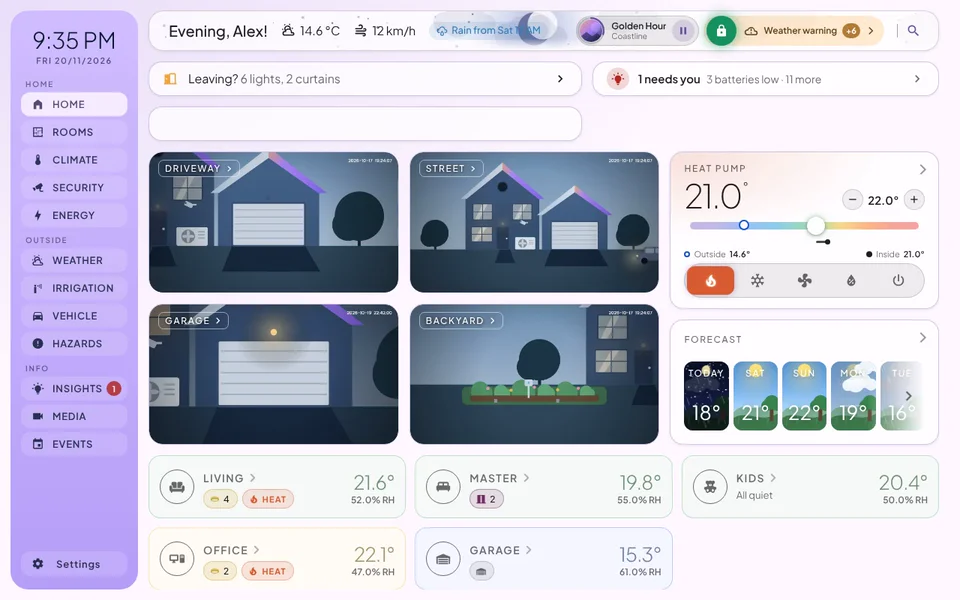 9:35 PM
FRI 20/11/2026
HOME
HOME
ROOMS
CLIMATE
SECURITY
ENERGY
OUTSIDE
WEATHER
IRRIGATION
VEHICLE
HAZARDS
INFO
INSIGHTS 1
MEDIA
EVENTS
Settings
Evening, Alex! 14.6°C 12 km/h Rain from Sat
Golden Hour
Coastline
Weather warning +6
Leaving? 6 lights, 2 curtains
1 needs you 3 batteries low · 11 more
DRIVEWAY
STREET
GARAGE
BACKYARD
HEAT PUMP
21.0°
22.0°
Outside 14.6°
Inside 21.0°
FORECAST
TODAY SAT SUN MON TUE
18° 21° 22° 19° 16°
LIVING
4 HEAT
21.6°
52.0% RH
MASTER
2
19.8°
55.0% RH
KIDS
All quiet
20.4°
50.0% RH
OFFICE
2 HEAT
22.1°
47.0% RH
GARAGE
15.3°
61.0% RH